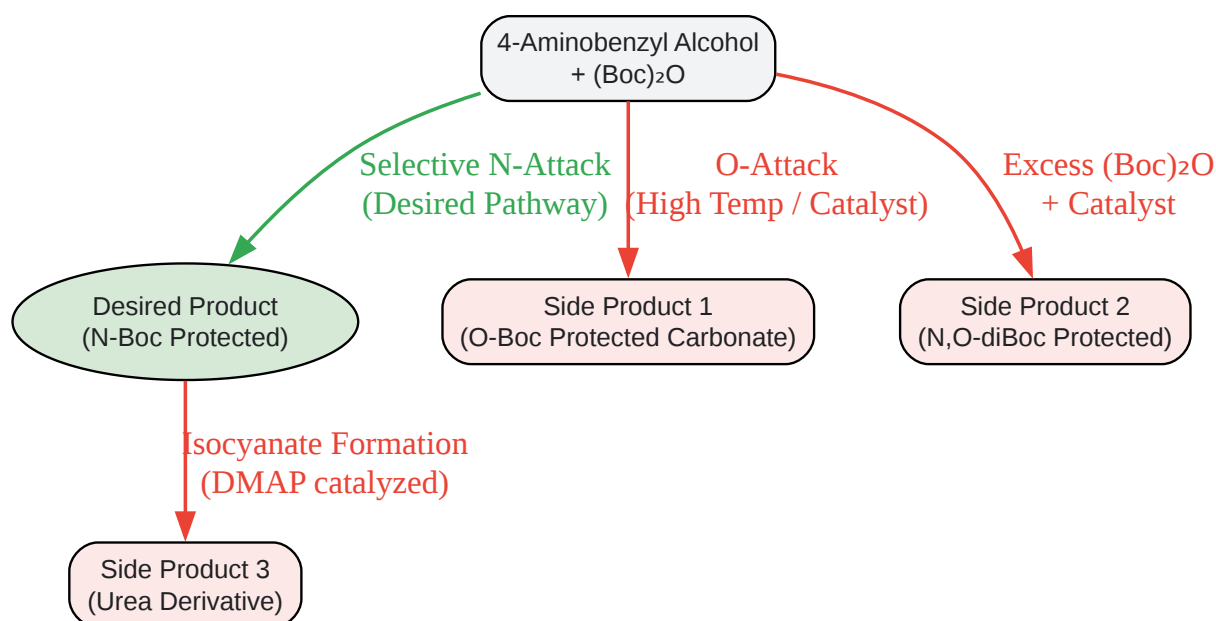 4-Aminobenzyl Alcohol
+ (Boc)₂O
Selective N-Attack
(Desired Pathway)
O-Attack
(High Temp / Catalyst)
Excess (Boc)₂O
+ Catalyst
Desired Product
(N-Boc Protected)
Side Product 1
(O-Boc Protected Carbonate)
Side Product 2
(N,O-diBoc Protected)
Isocyanate Formation
(DMAP catalyzed)
Side Product 3
(Urea Derivative)